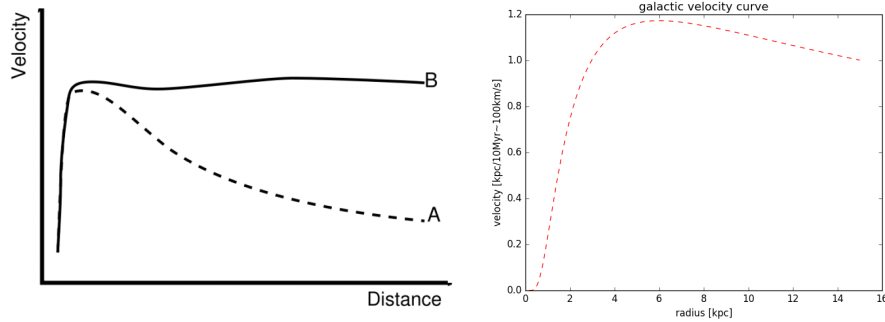 Velocity
B
A
Distance
galactic velocity curve
velocity [kpc/10Myr~100km/s]
1.2
1.0
0.8
0.6
0.4
0.2
0.0
0 2 4 6 8 10 12 14 16
radius [kpc]